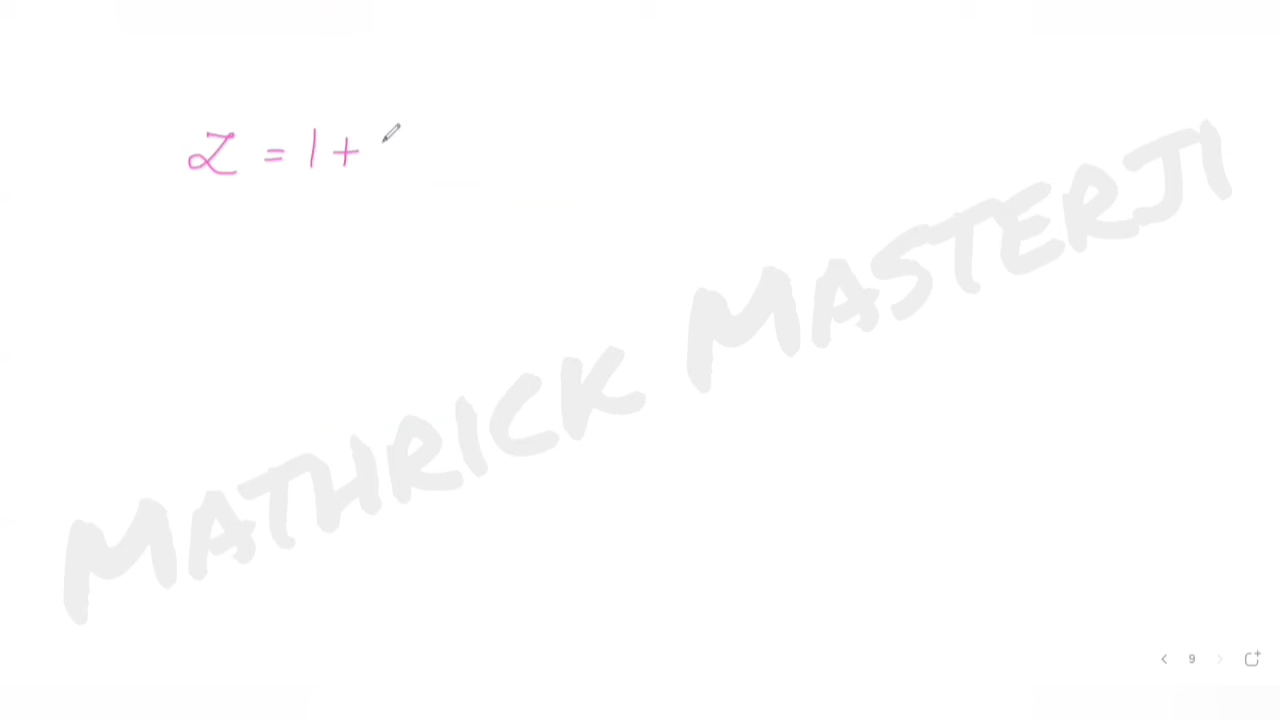 z = 1 +
MATHRICK MASTERJI
9